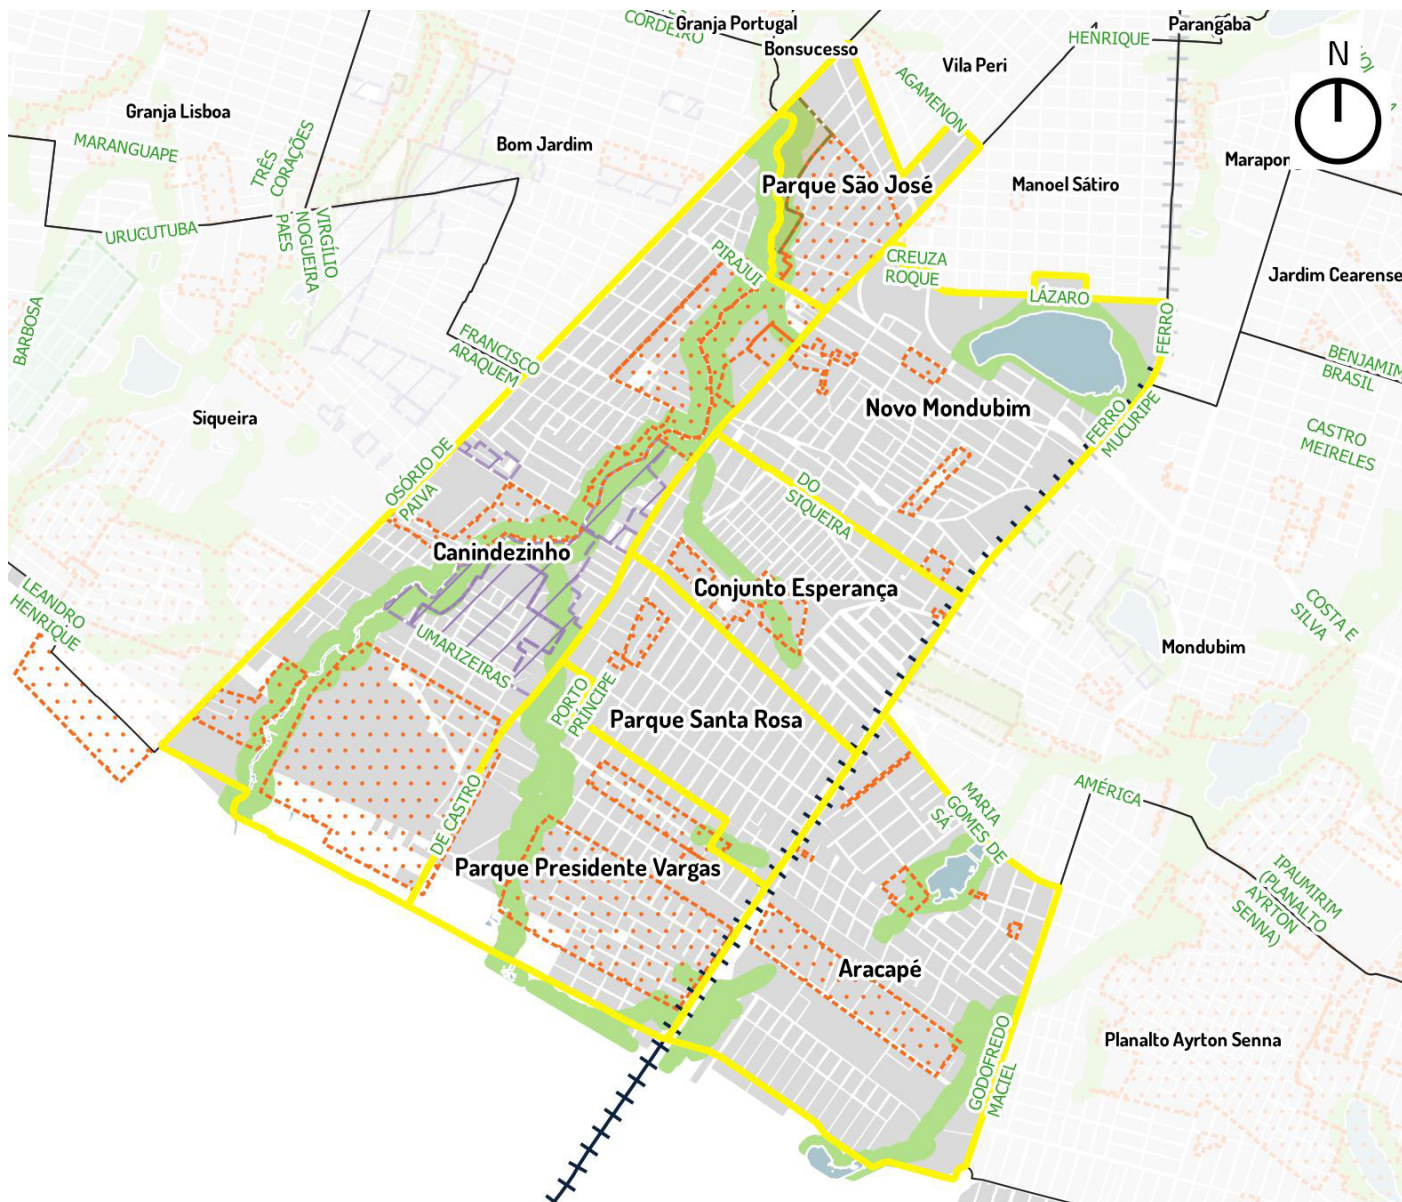 CORDEIRO
Granja Portugal
Parangaba
Bonsucesso
HENRIQUE
N
Vila Peri
AGAMENON
Granja Lisboa
MARANGUAPE
TRÊS
CORAÇÕES
Bom Jardim
Manoel Sátiro
Parque São José
URUCUTUBA
PAES
NOGUEIRA
VIRGÍLIO
PIRAJUI
CREUZA
ROQUE
LÁZARO
Jardim Cearense
BARBOSA
FRANCISCO
ARAQUEM
FERRO
BENJAMIM
BRASIL
Siqueira
Novo Mondubim
FERRO
MUCURIPE
CASTRO
MEIRELES
OSÓRIO DE
PAIVA
DO
SIQUEIRA
Canindezinho
Conjunto Esperança
LEANDRO
HENRIQUE
COSTA E
SILVA
UMARIZEIRAS
Mondubim
PORTO
PRÍNCIPE
Parque Santa Rosa
MARIA
GOMES DE
SÁ
AMÉRICA
DE CASTRO
Parque Presidente Vargas
IPAUMIRIM
(PLANALTO
AYRTON
SENNA)
Aracapé
GODOFREDO
MACIEL
Planalto Ayrton Senna